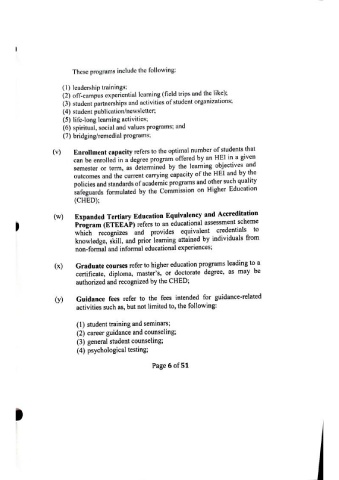 These programs include the following:
(1) leadership trainings;
(2) off-campus experiential learning (field trips and the like);
(3) student partnerships and activities of student organizations;
(4) student publication/newsletter;
(5) life-long learning activities;
(6) spiritual, social and values programs; and
(7) bridging/remedial programs;
(v) Enrollment capacity refers to the optimal number of students that
can be enrolled in a degree program offered by an HEI in a given
semester or term, as determined by the learning objectives and
outcomes and the current carrying capacity of the HEI and by the
policies and standards of academic programs and other such quality
safeguards formulated by the Commission on Higher Education
(CHED);
(w) Expanded Tertiary Education Equivalency and Accreditation
Program (ETEEAP) refers to an educational assessment scheme
which recognizes and provides equivalent credentials to
knowledge, skill, and prior learning attained by individuals from
non-formal and informal educational experiences;
(x) Graduate courses refer to higher education programs leading to a
certificate, diploma, master's, or doctorate degree, as may be
authorized and recognized by the CHED;
(y) Guidance fees refer to the fees intended for guidance-related
activities such as, but not limited to, the following:
(1) student training and seminars;
(2) career guidance and counseling;
(3) general student counseling;
(4) psychological testing;
Page 6 of 51